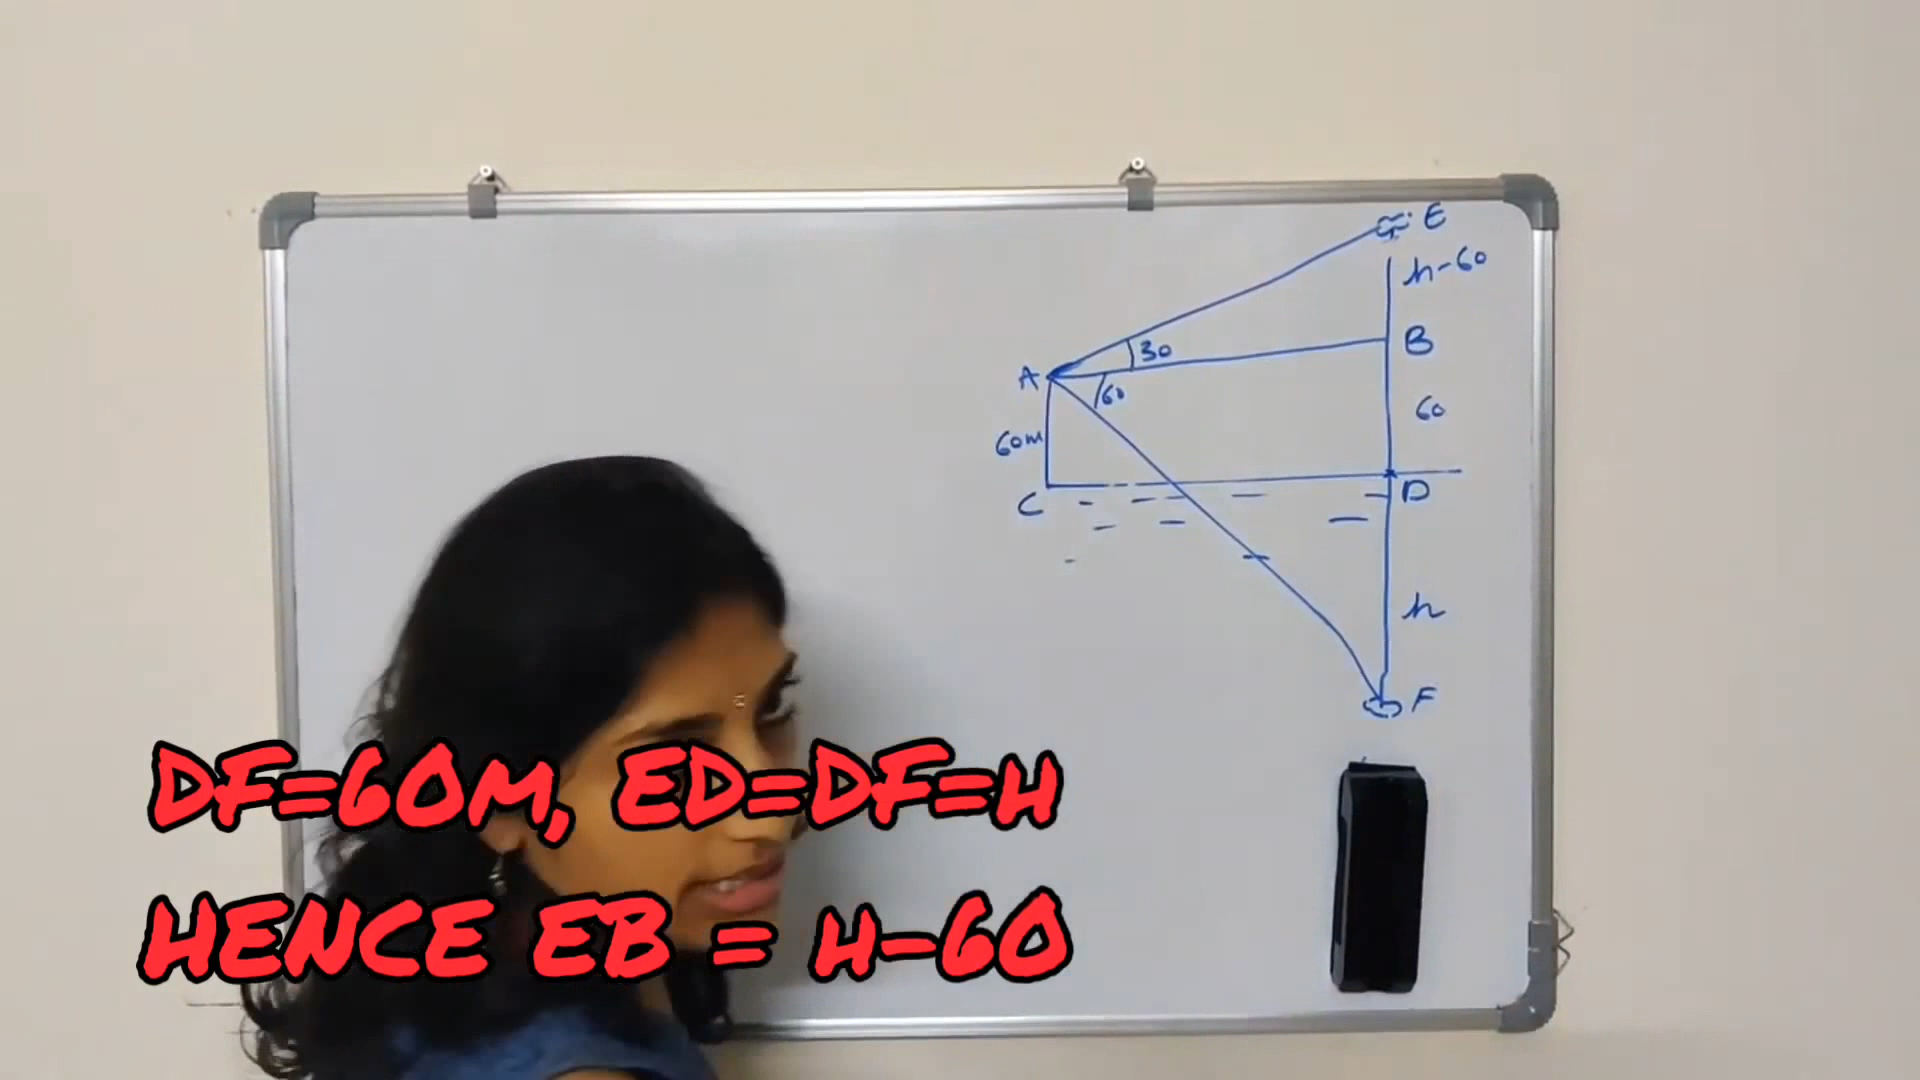 E
h-60
B
30
A
60
60
60m
D
C
h
F
DF=60M, ED=DF=H
HENCE EB = H-60